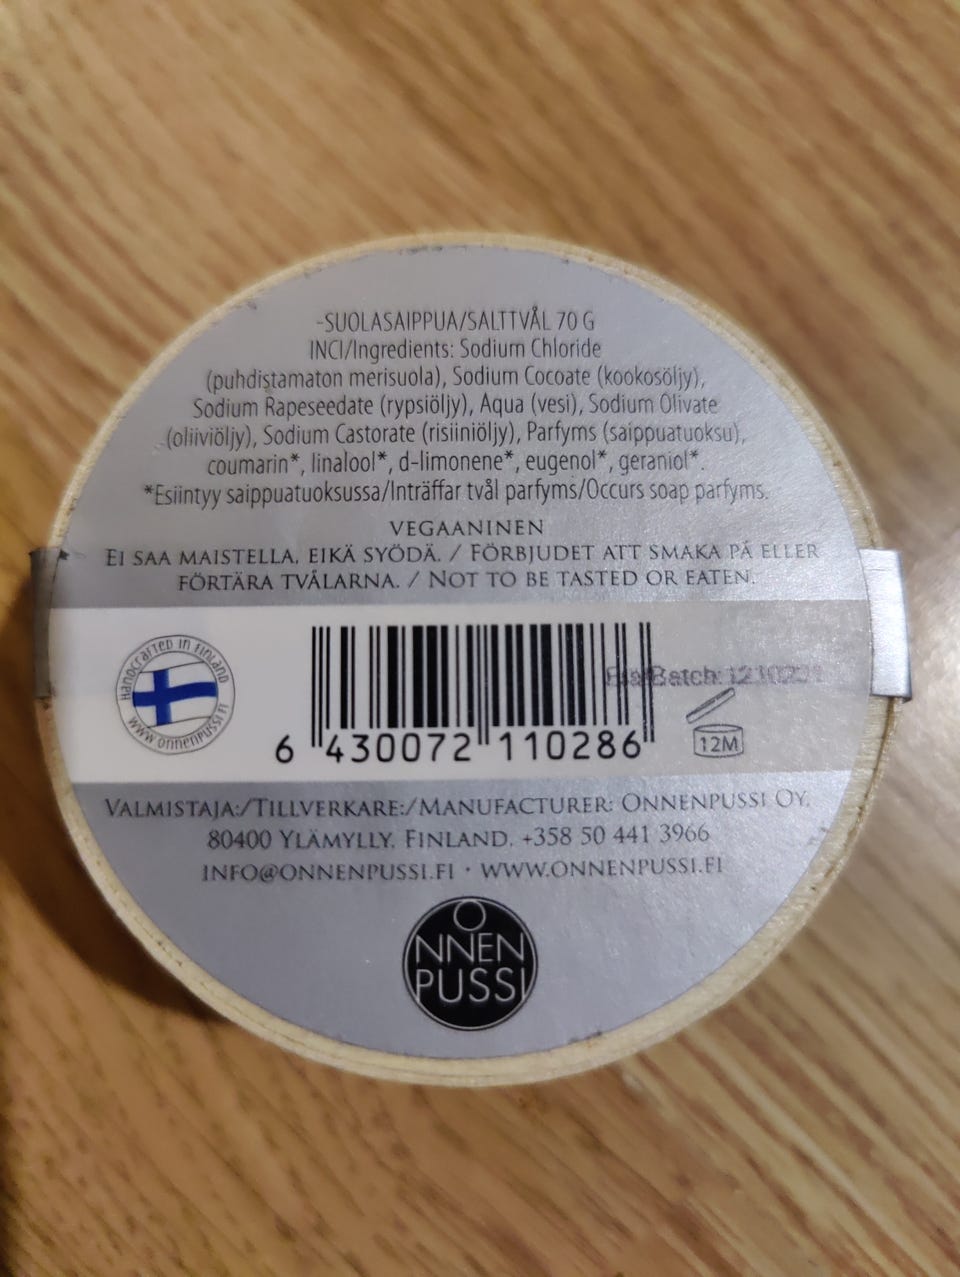 -SUOLASAIPPUA/SALTTVÅL 70 G
INCI/Ingredients: Sodium Chloride
(puhdistamaton merisuola), Sodium Cocoate (kookosöljy),
Sodium Rapeseedate (rypsiöljy), Aqua (vesi), Sodium Olivate
(oliiviöljy), Sodium Castorate (risiiniöljy), Parfyms (saippuatuoksu),
coumarin*, linalool*, d-limonene*, eugenol*, geraniol*.
*Esiintyy saippuatuoksussa/Inträffar tvål parfyms/Occurs soap parfyms.
VEGAANINEN
EI SAA MAISTELLA, EIKÄ SYÖDÄ. / FÖRBJUDET ATT SMAKA PÅ ELLER
FÖRTÄRA TVÅLARNA. / NOT TO BE TASTED OR EATEN.
HANDCRAFTED IN FINLAND
WWW.ONNENPUSSI.FI
Erä/Batch:
12M
6 430072 110286
VALMISTAJA:/TILLVERKARE:/MANUFACTURER: ONNENPUSSI OY.
80400 YLÄMYLLY. FINLAND. +358 50 441 3966
INFO@ONNENPUSSI.FI · WWW.ONNENPUSSI.FI
O
NNEN
PUSSI